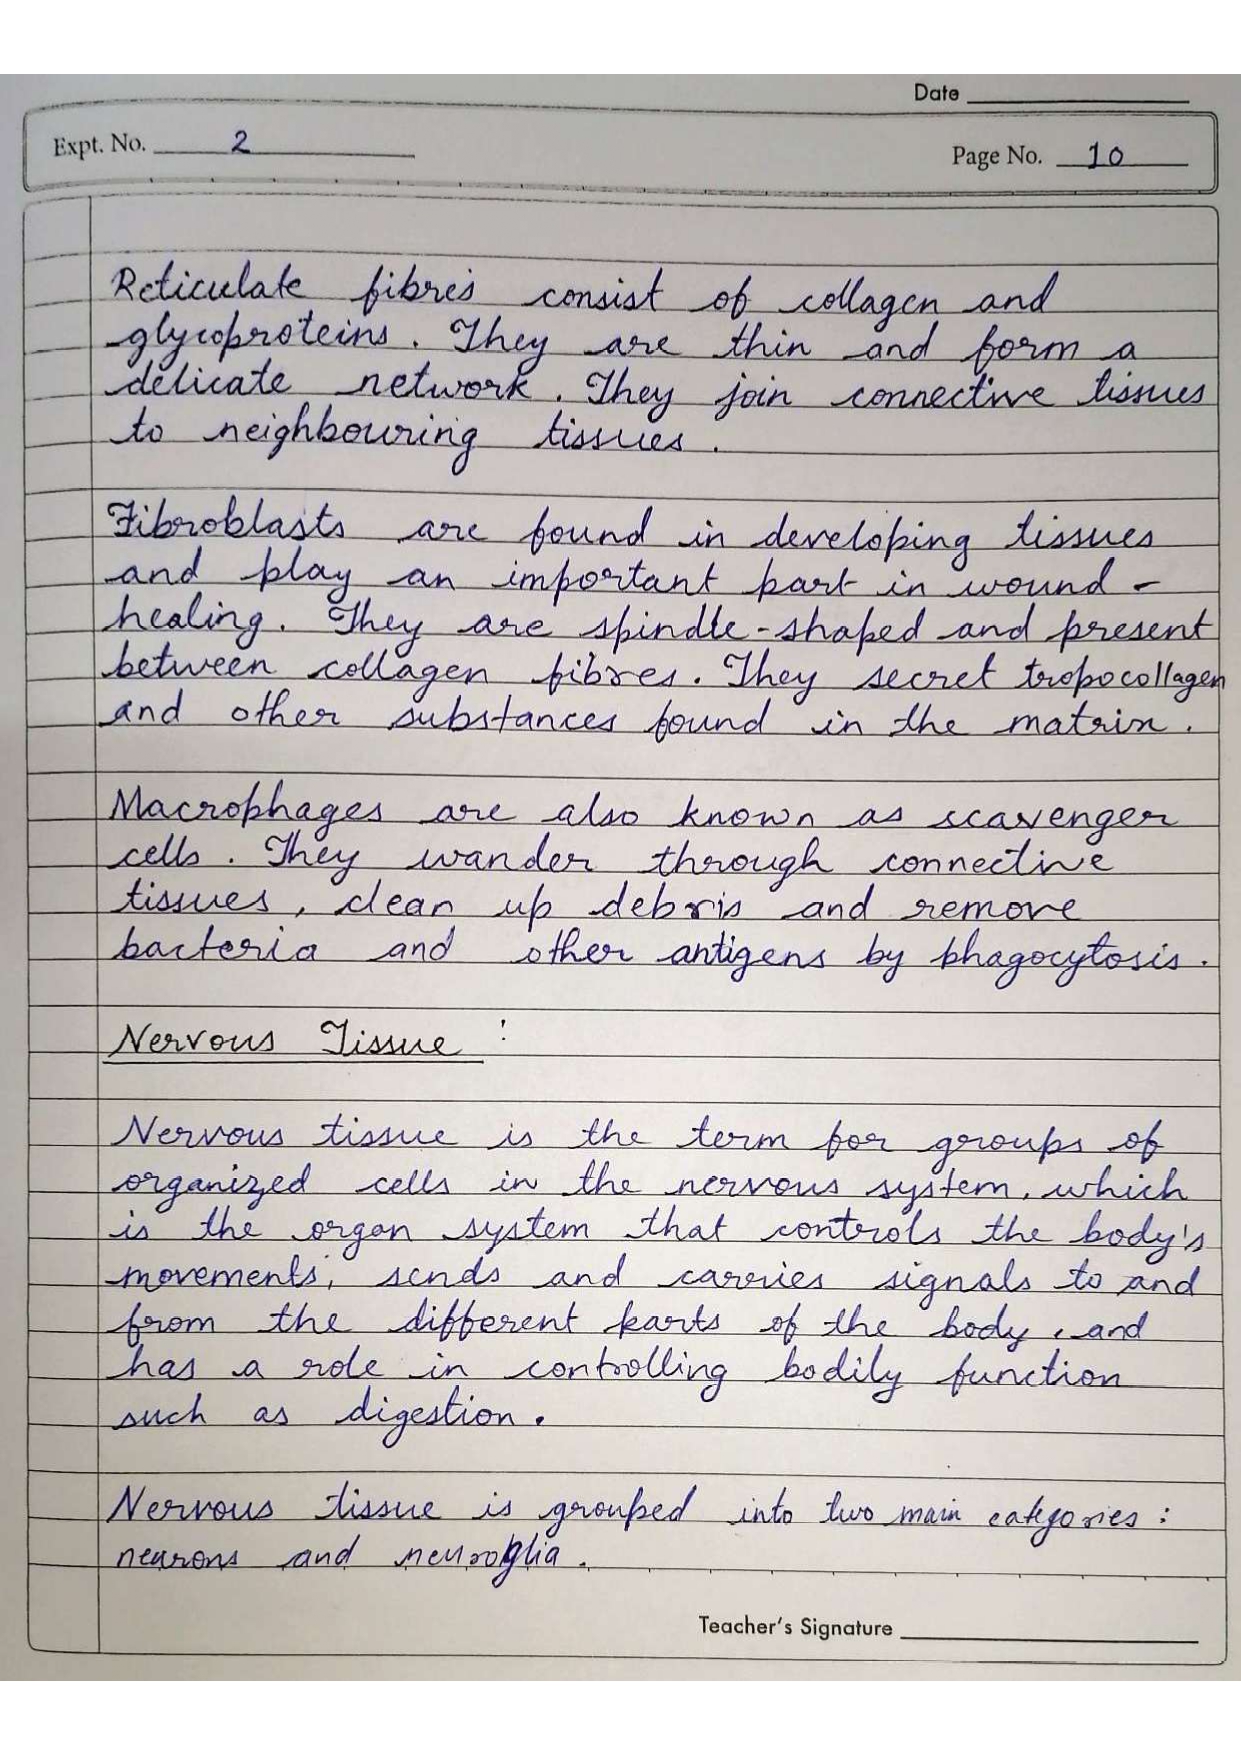 Date
Expt. No. 2
Page No. 10
Reticulate fibres consist of collagen and
glycoproteins. They are thin and form a
delicate network. They join connective tissues
to neighbouring tissues.
Fibroblasts are found in developing tissues
and play an important part in wound-
healing. They are spindle-shaped and present
between collagen fibres. They secret tropocollagen
and other substances found in the matrix.
Macrophages are also known as scavenger
cells. They wander through connective
tissues, clean up debris and remove
bacteria and other antigens by phagocytosis.
Nervous Tissue :
Nervous tissue is the term for groups of
organized cells in the nervous system, which
is the organ system that controls the body's
movements, sends and carries signals to and
from the different parts of the body, and
has a role in controlling bodily function
such as digestion.
Nervous tissue is grouped into two main categories:
neurons and neuroglia.
Teacher's Signature